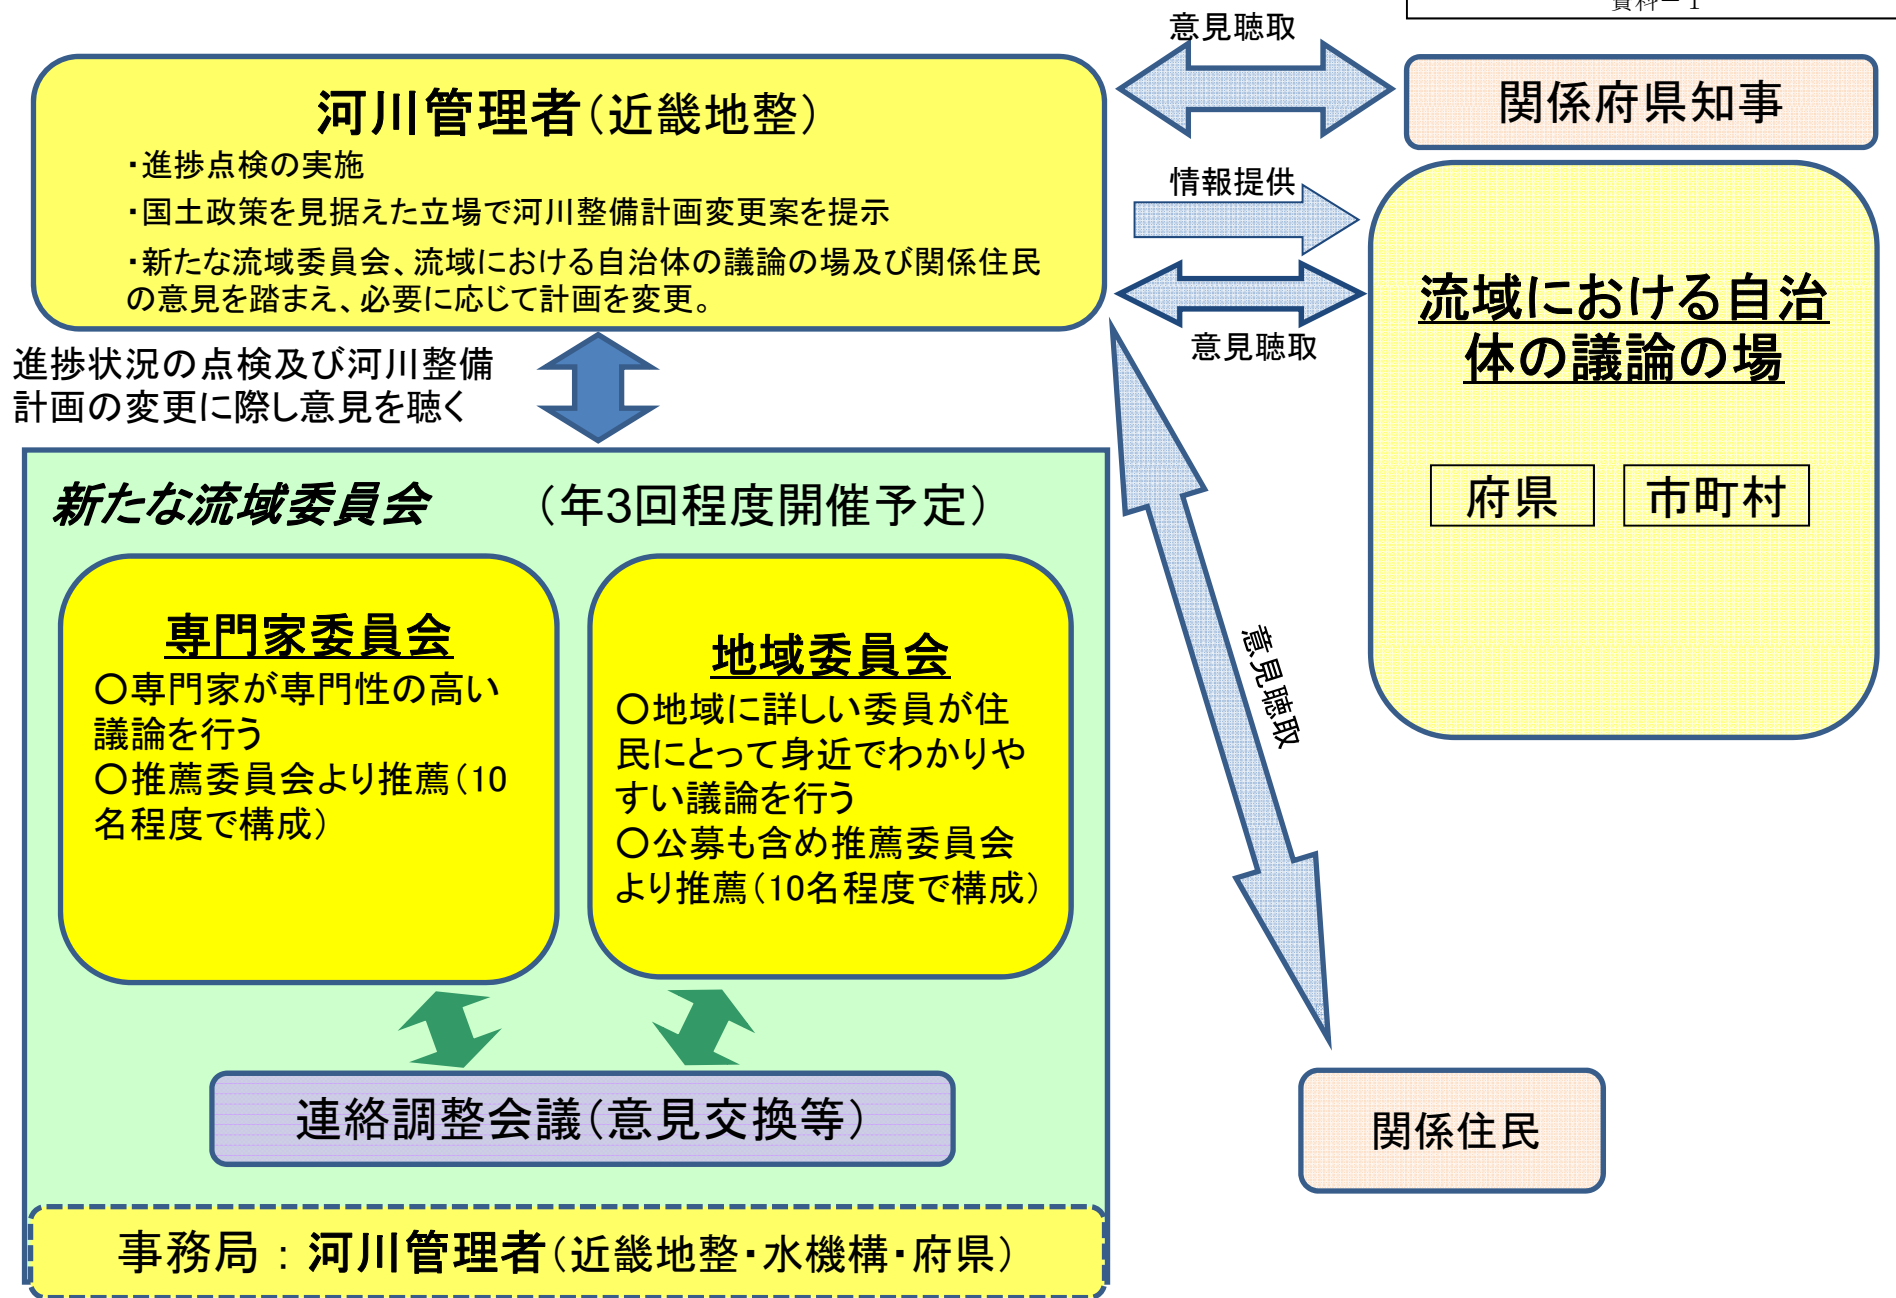 資料－１
意見聴取
河川管理者（近畿地整）
・進捗点検の実施
・国土政策を見据えた立場で河川整備計画変更案を提示
・新たな流域委員会、流域における自治体の議論の場及び関係住民
の意見を踏まえ、必要に応じて計画を変更。
関係府県知事
情報提供
意見聴取
流域における自治
体の議論の場
府県
市町村
進捗状況の点検及び河川整備
計画の変更に際し意見を聴く
新たな流域委員会 （年3回程度開催予定）
専門家委員会
○専門家が専門性の高い
議論を行う
○推薦委員会より推薦（10
名程度で構成）
地域委員会
○地域に詳しい委員が住
民にとって身近でわかりや
すい議論を行う
○公募も含め推薦委員会
より推薦（10名程度で構成）
意見聴取
連絡調整会議（意見交換等）
関係住民
事務局：河川管理者（近畿地整・水機構・府県）